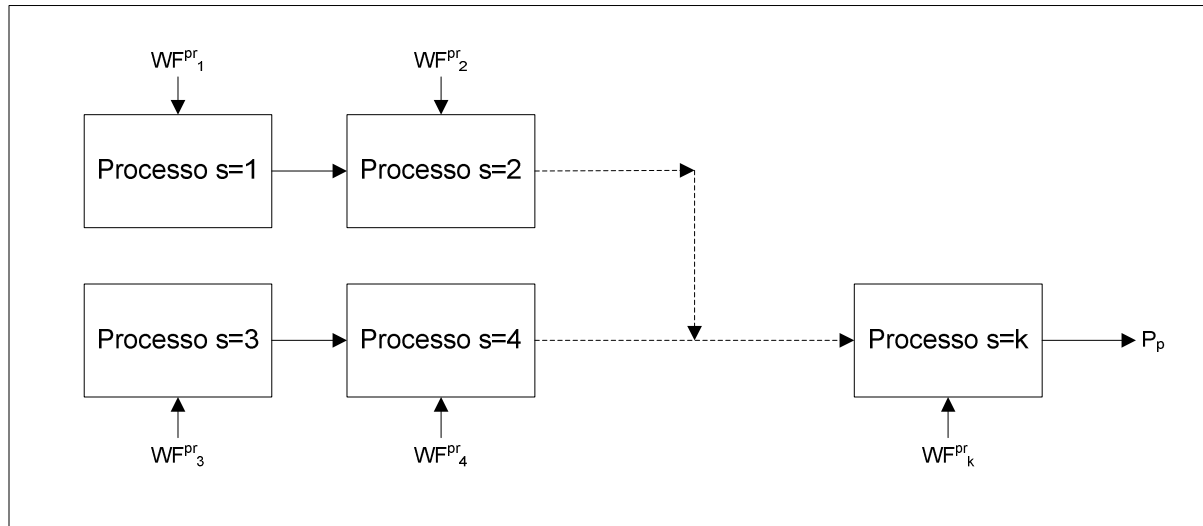 WF^pr_1
WF^pr_2
Processo s=1
Processo s=2
Processo s=3
Processo s=4
Processo s=k
P_p
WF^pr_3
WF^pr_4
WF^pr_k